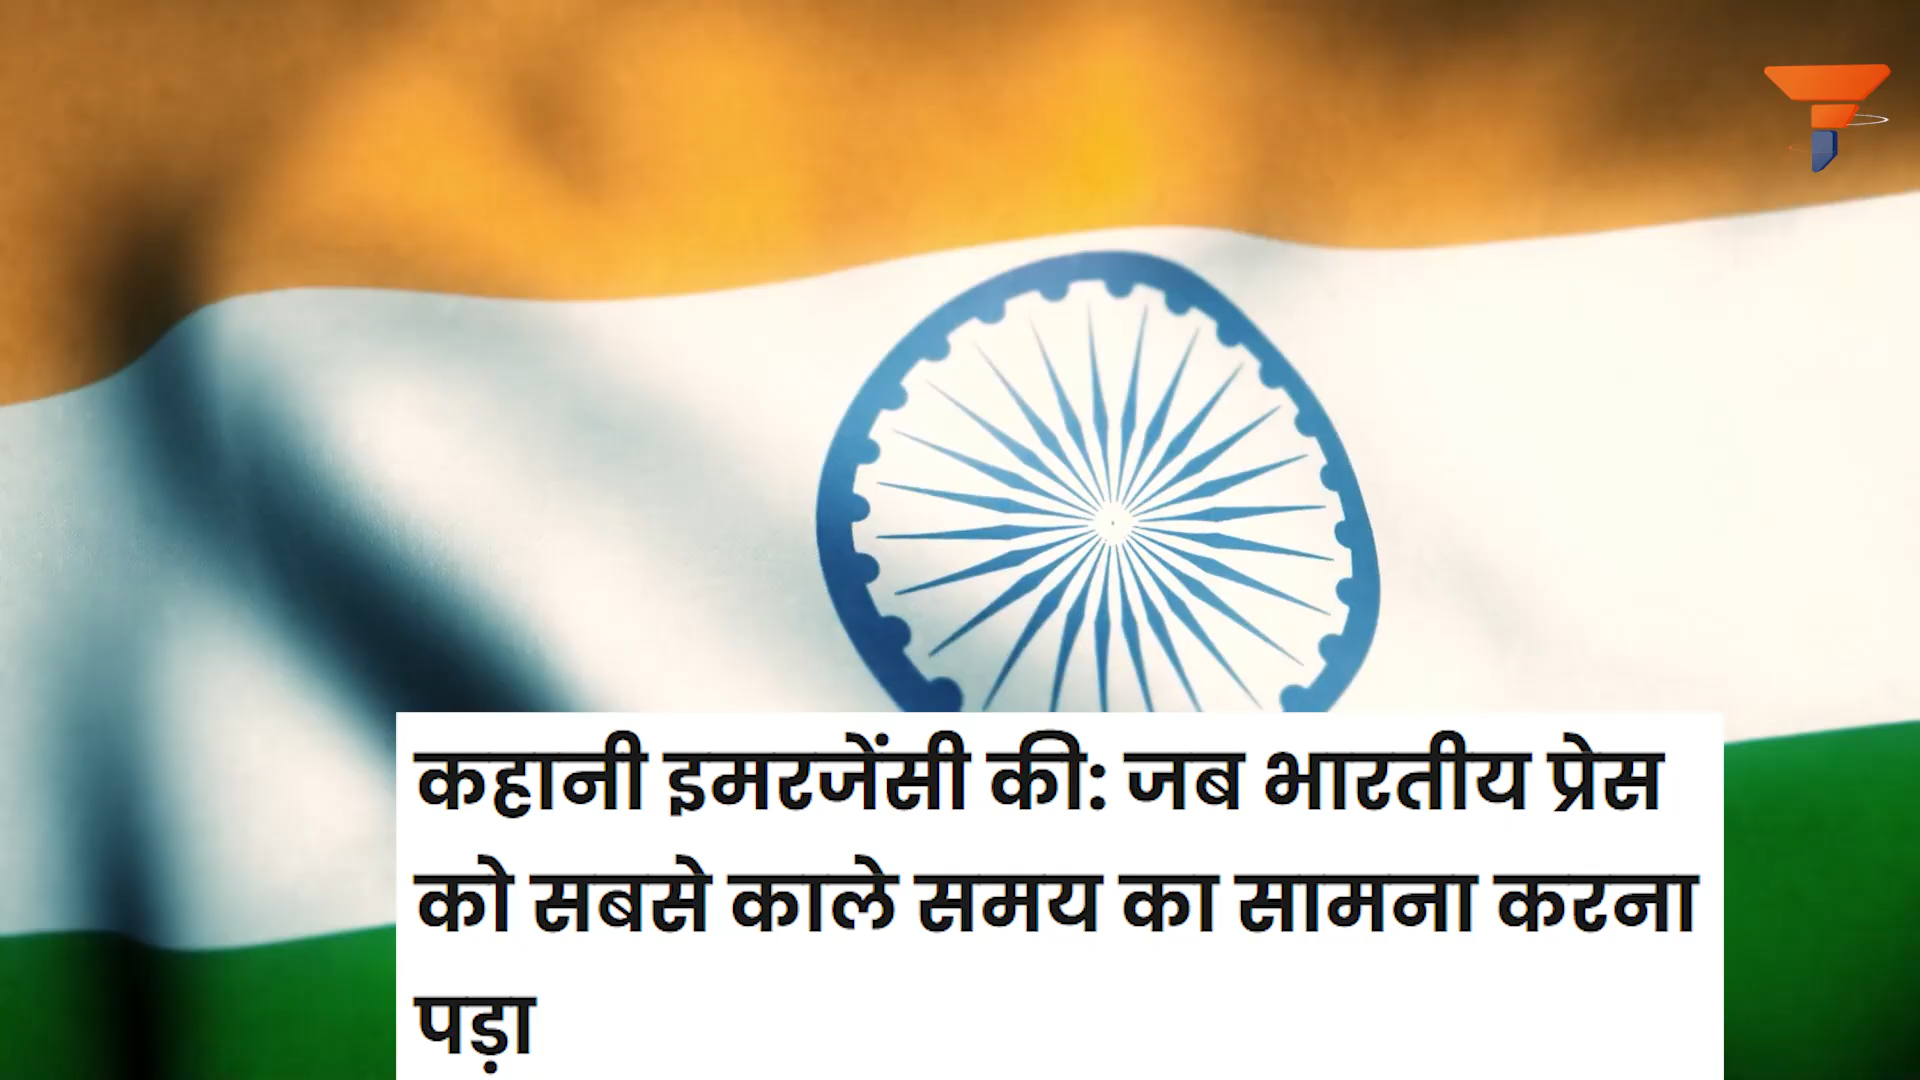 कहानी इमरजेंसी की: जब भारतीय प्रेस
को सबसे काले समय का सामना करना
पड़ा